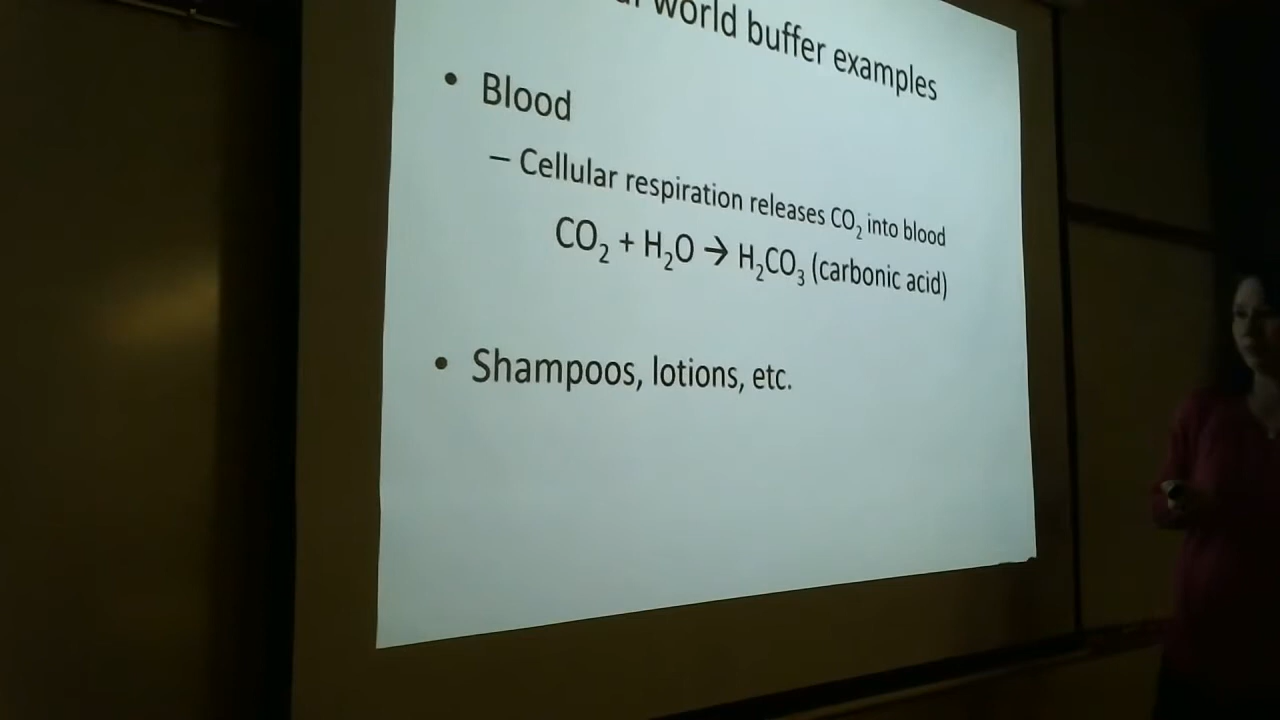 world buffer examples
• Blood
– Cellular respiration releases CO₂ into blood
CO₂ + H₂O → H₂CO₃ (carbonic acid)
• Shampoos, lotions, etc.